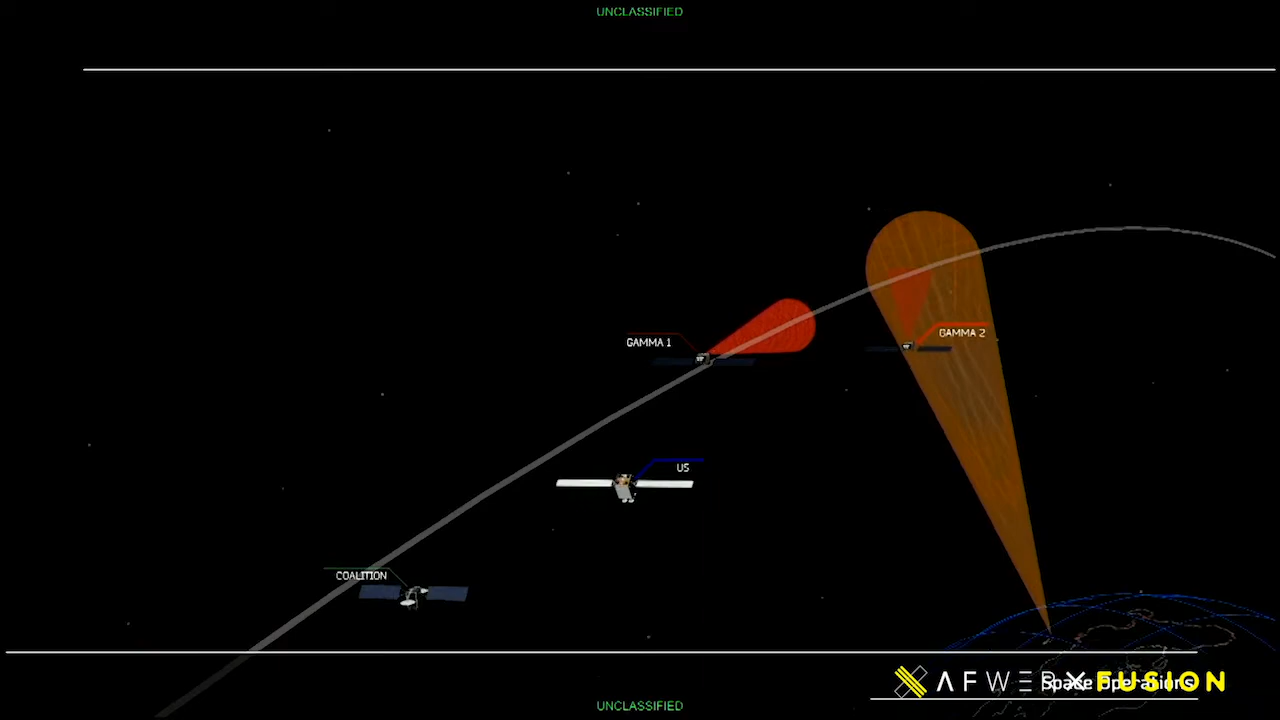 UNCLASSIFIED
GAMMA 2
GAMMA 1
US
COALITION
AFWERX FUSION
Space Operations
UNCLASSIFIED